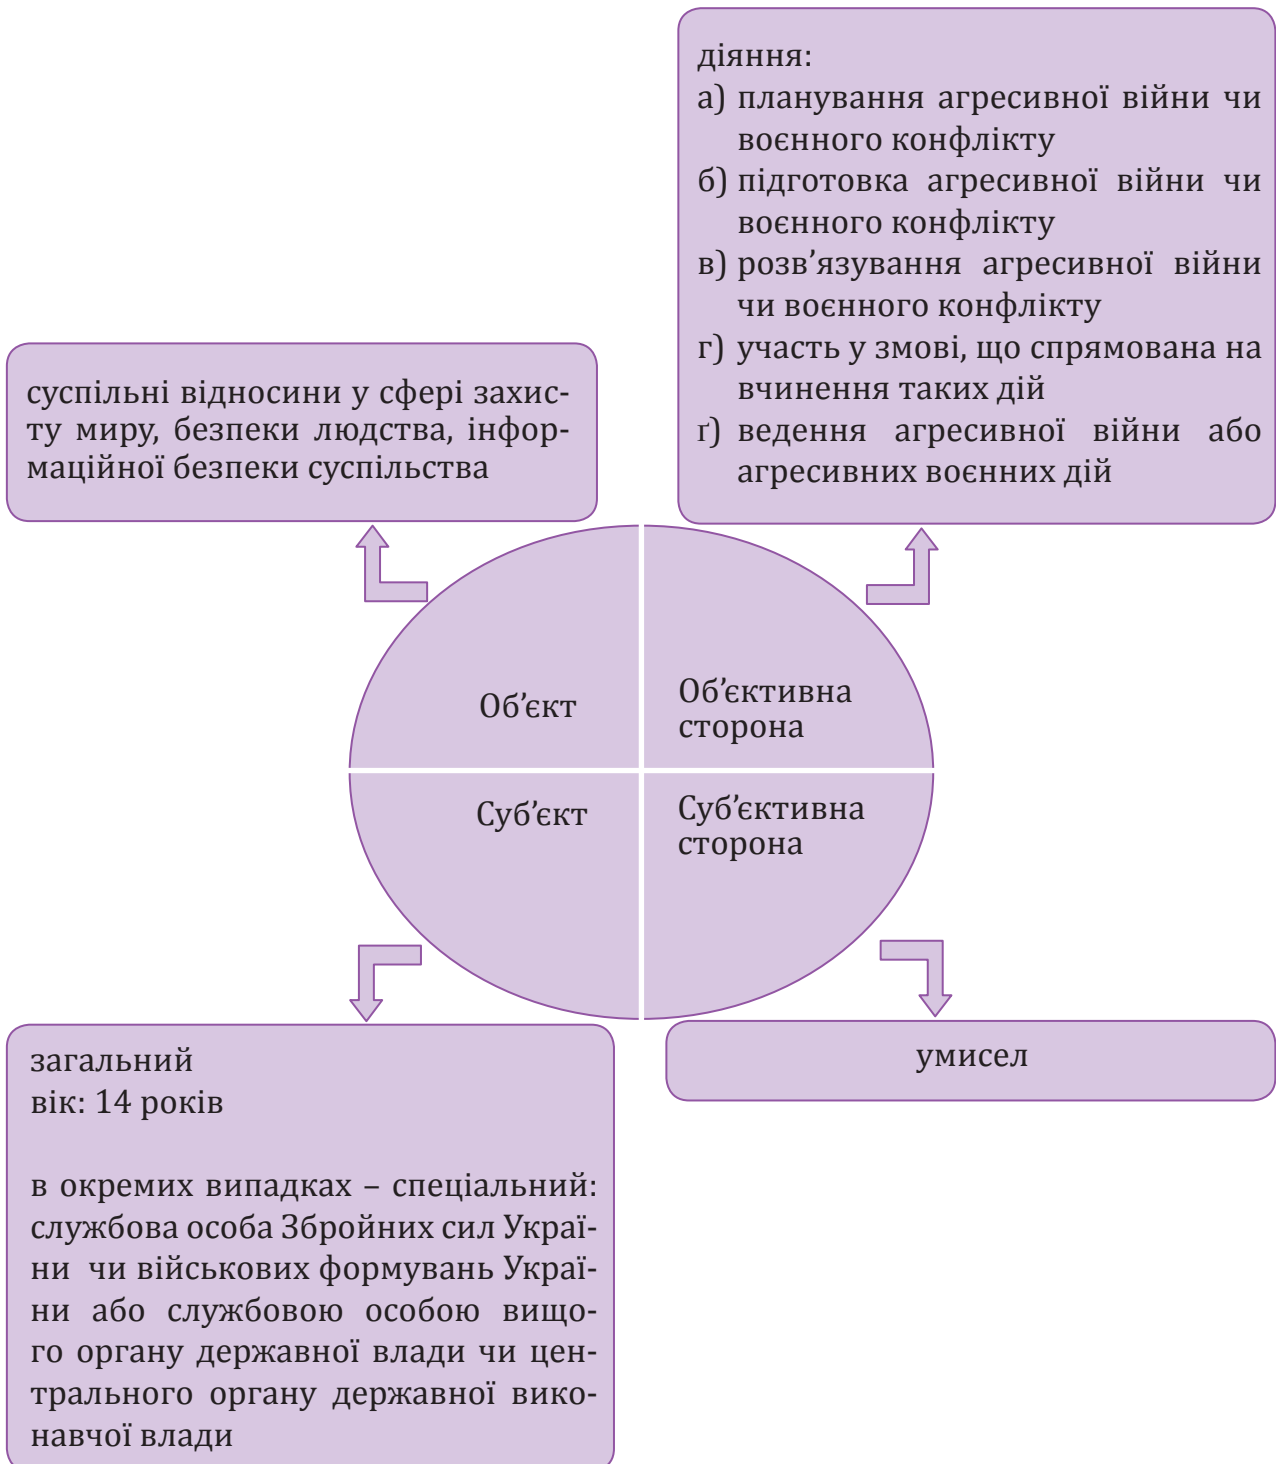 діяння:
а) планування агресивної війни чи
воєнного конфлікту
б) підготовка агресивної війни чи
воєнного конфлікту
в) розв’язування агресивної війни
чи воєнного конфлікту
г) участь у змові, що спрямована на
вчинення таких дій
ґ) ведення агресивної війни або
агресивних воєнних дій
суспільні відносини у сфері захис-
ту миру, безпеки людства, інфор-
маційної безпеки суспільства
Об’єкт
Об’єктивна
сторона
Суб’єкт
Суб’єктивна
сторона
загальний
вік: 14 років
в окремих випадках – спеціальний:
службова особа Збройних сил Украї-
ни чи військових формувань Украї-
ни або службовою особою вищо-
го органу державної влади чи цен-
трального органу державної вико-
навчої влади
умисел